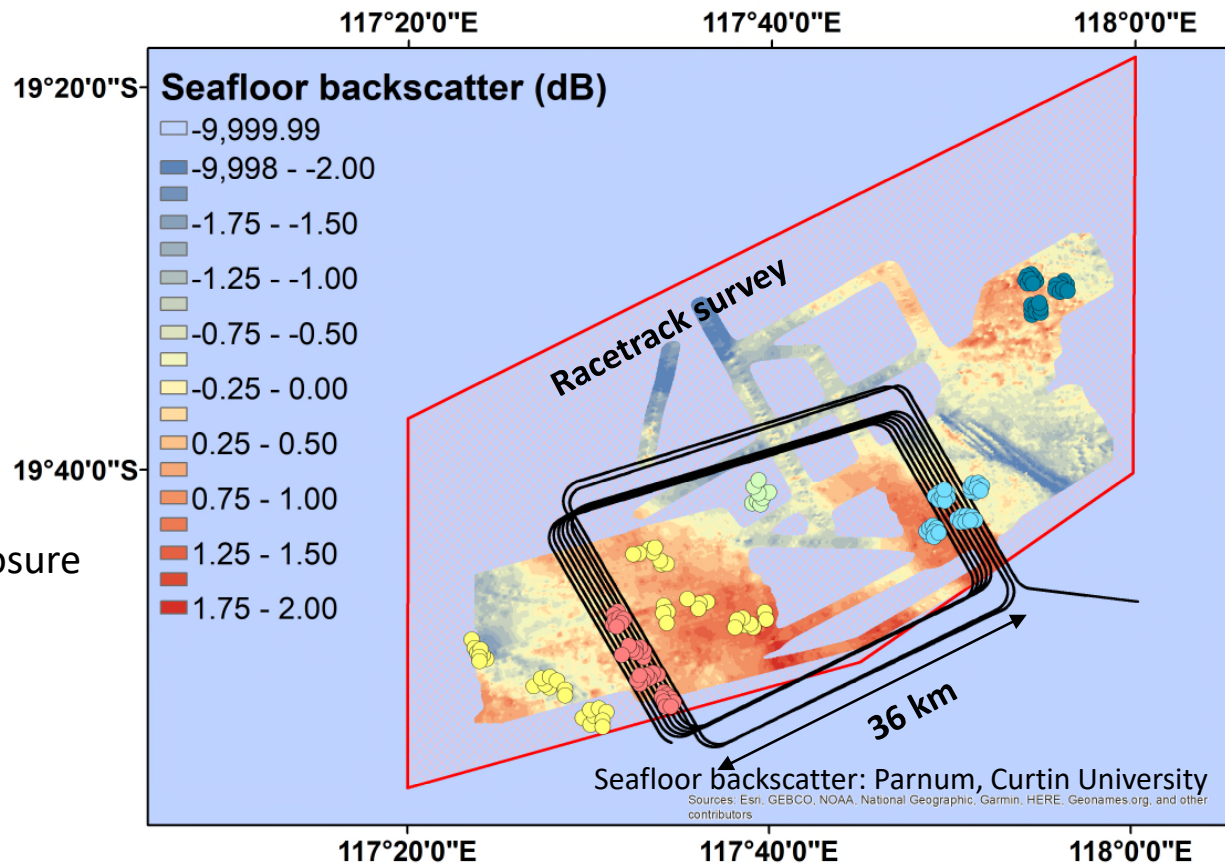 117°20'0"E
117°40'0"E
118°0'0"E
19°20'0"S
Seafloor backscatter (dB)
-9,999.99
-9,998 - -2.00
-1.75 - -1.50
-1.25 - -1.00
-0.75 - -0.50
-0.25 - 0.00
0.25 - 0.50
0.75 - 1.00
1.25 - 1.50
1.75 - 2.00
Racetrack survey
19°40'0"S
osure
36 km
Seafloor backscatter: Parnum, Curtin University
Sources: Esri, GEBCO, NOAA, National Geographic, Garmin, HERE, Geonames.org, and other
contributors
117°20'0"E
117°40'0"E
118°0'0"E